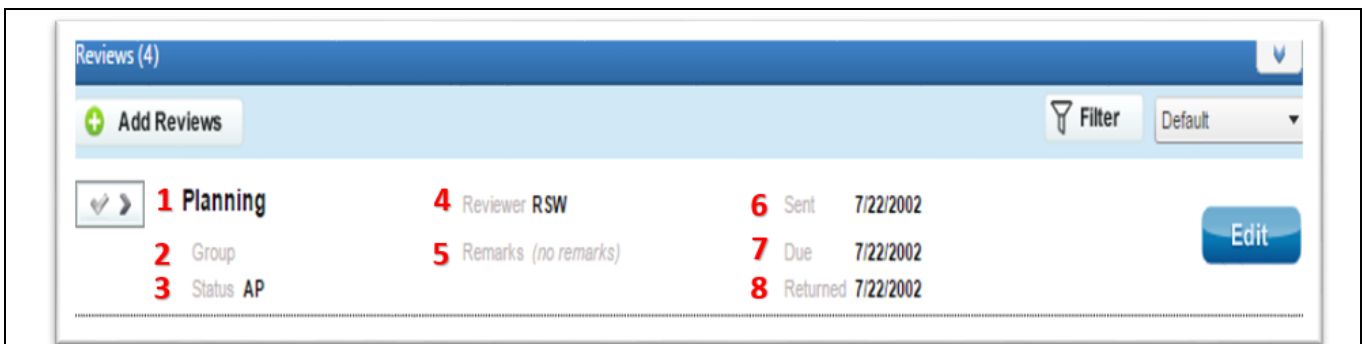 Reviews (4)
Add Reviews Filter Default
1 Planning 4 Reviewer RSW 6 Sent 7/22/2002
2 Group 5 Remarks (no remarks) 7 Due 7/22/2002 Edit
3 Status AP 8 Returned 7/22/2002